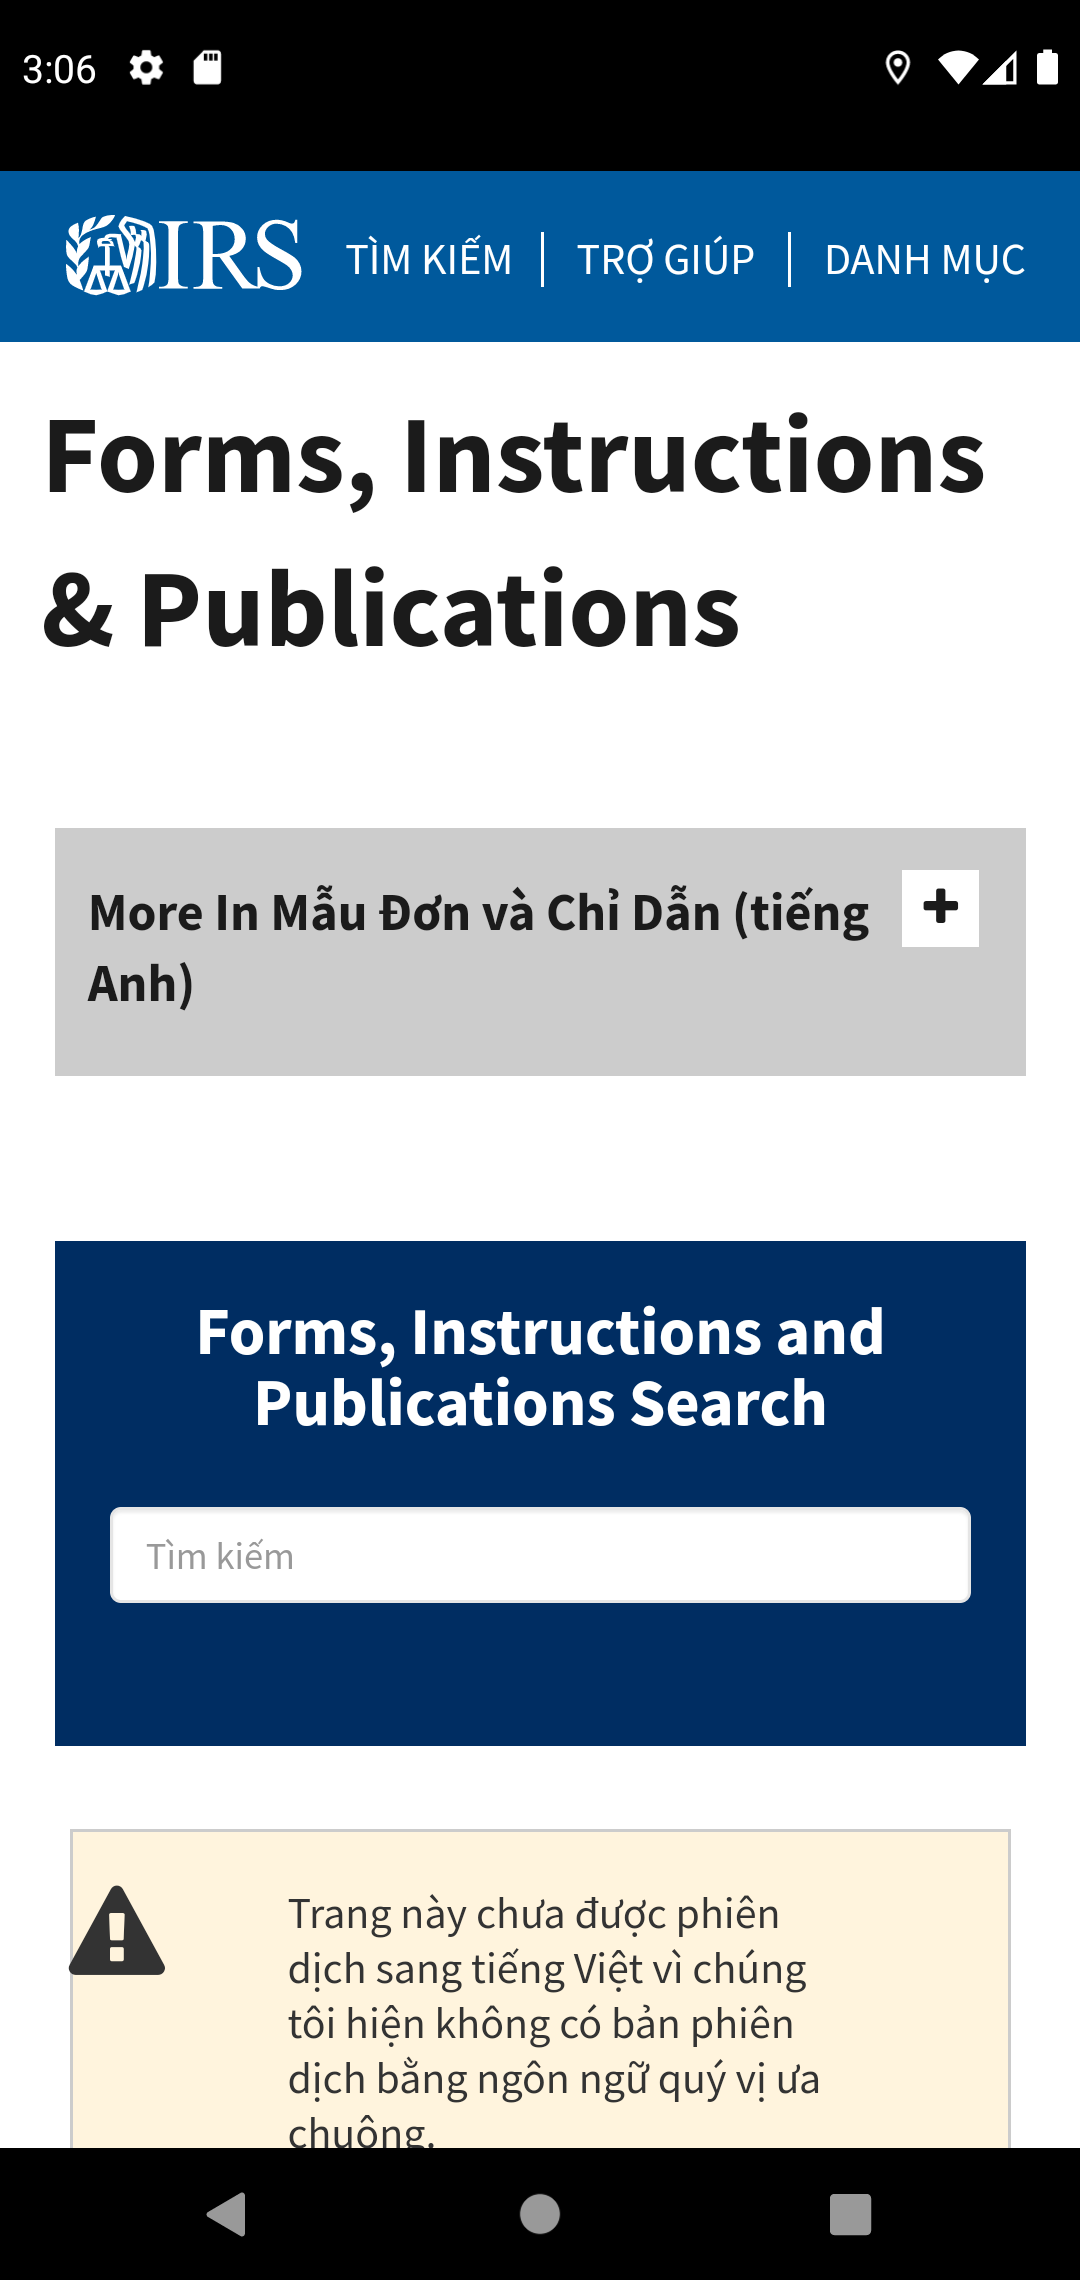 3:06
IRS
TÌM KIẾM
TRỢ GIÚP
DANH MỤC
Forms, Instructions
& Publications
More In Mẫu Đơn và Chỉ Dẫn (tiếng
Anh)
Forms, Instructions and
Publications Search
Tìm kiếm
Trang này chưa được phiên
dịch sang tiếng Việt vì chúng
tôi hiện không có bản phiên
dịch bằng ngôn ngữ quý vị ưa
chuộng.